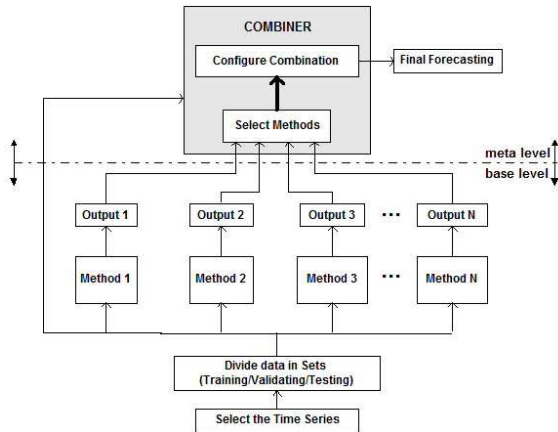 COMBINER
Configure Combination
Final Forecasting
Select Methods
meta level
base level
Output 1
Output 2
Output 3
...
Output N
Method 1
Method 2
Method 3
...
Method N
Divide data in Sets
(Training/Validating/Testing)
Select the Time Series